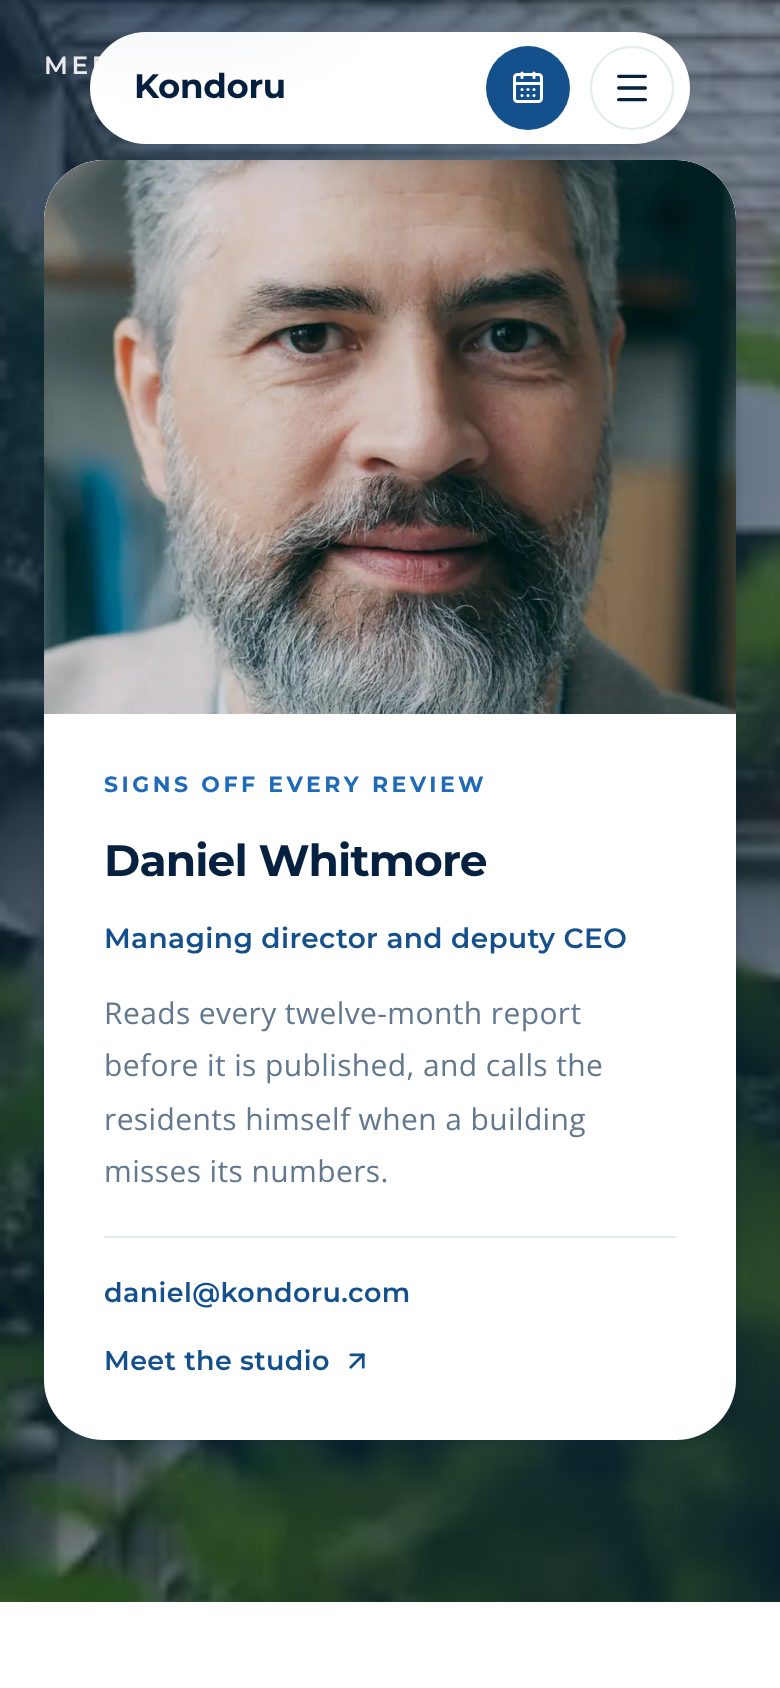 Kondoru
SIGNS OFF EVERY REVIEW
Daniel Whitmore
Managing director and deputy CEO
Reads every twelve-month report
before it is published, and calls the
residents himself when a building
misses its numbers.
daniel@kondoru.com
Meet the studio